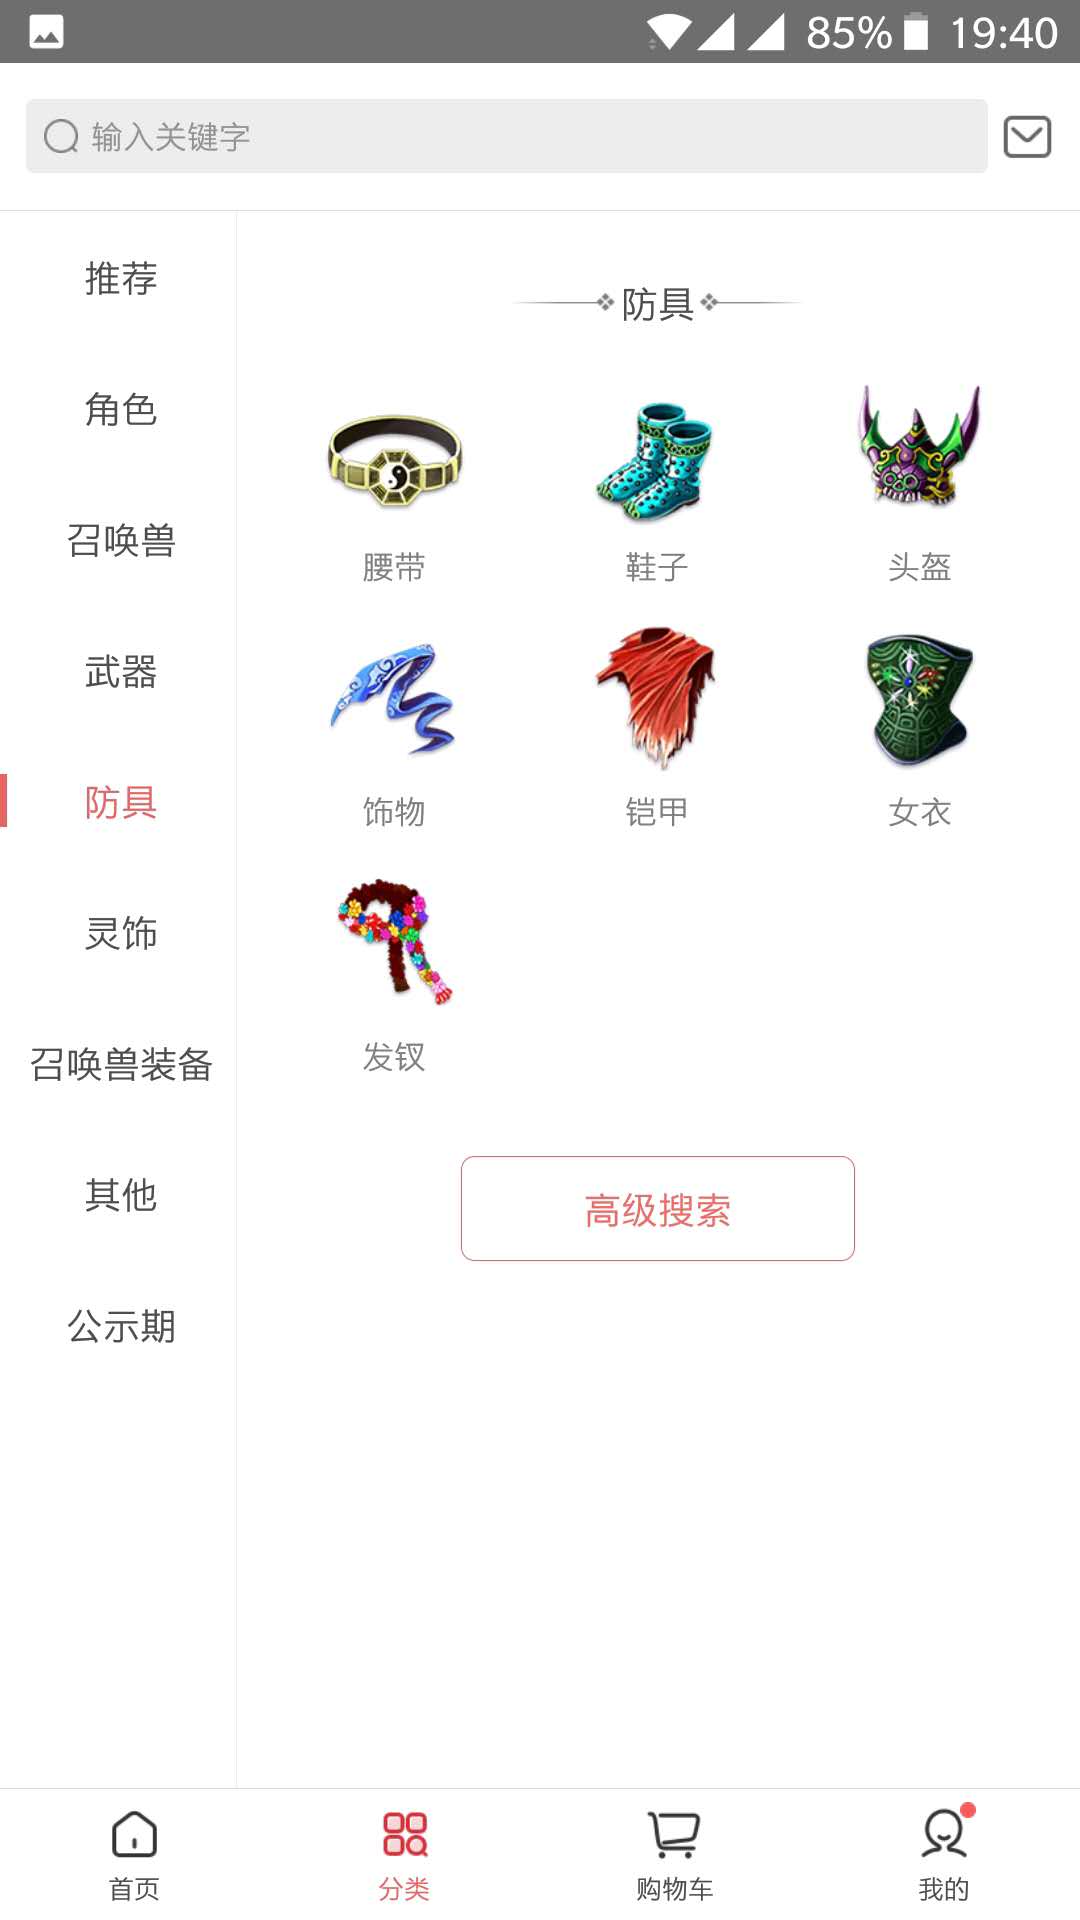 85% 19:40
输入关键字
推荐
角色
召唤兽
武器
防具
灵饰
召唤兽装备
其他
公示期
防具
腰带 鞋子 头盔
饰物 铠甲 女衣
发钗
高级搜索
首页 分类 购物车 我的